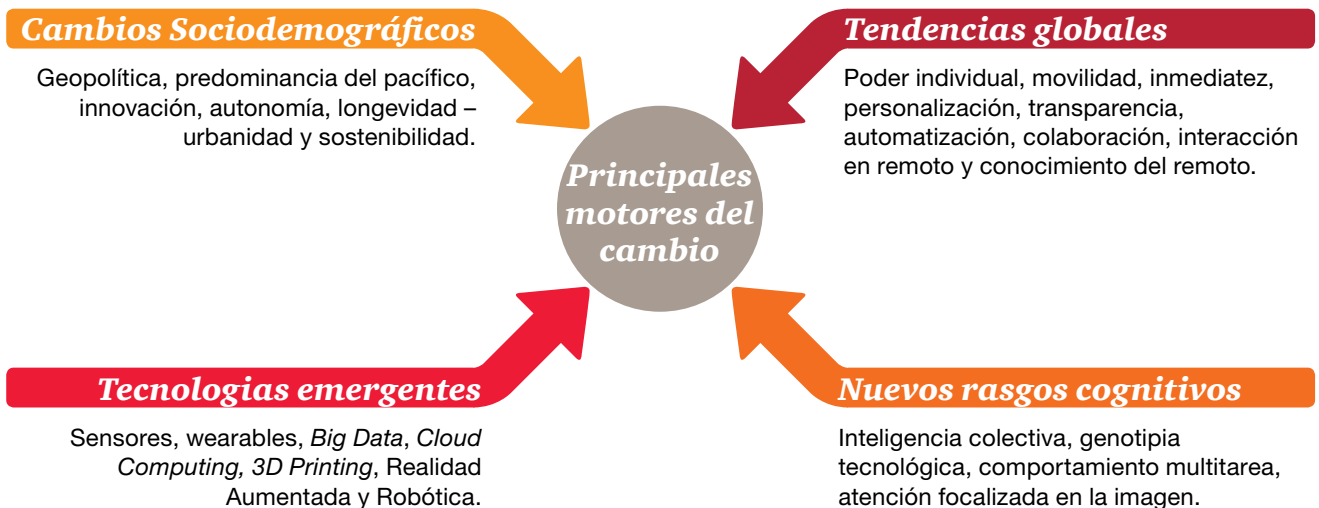 Cambios Sociodemográficos
Geopolítica, predominancia del pacífico,
innovación, autonomía, longevidad –
urbanidad y sostenibilidad.
Tendencias globales
Poder individual, movilidad, inmediatez,
personalización, transparencia,
automatización, colaboración, interacción
en remoto y conocimiento del remoto.
Principales
motores del
cambio
Tecnologias emergentes
Sensores, wearables, Big Data, Cloud
Computing, 3D Printing, Realidad
Aumentada y Robótica.
Nuevos rasgos cognitivos
Inteligencia colectiva, genotipia
tecnológica, comportamiento multitarea,
atención focalizada en la imagen.